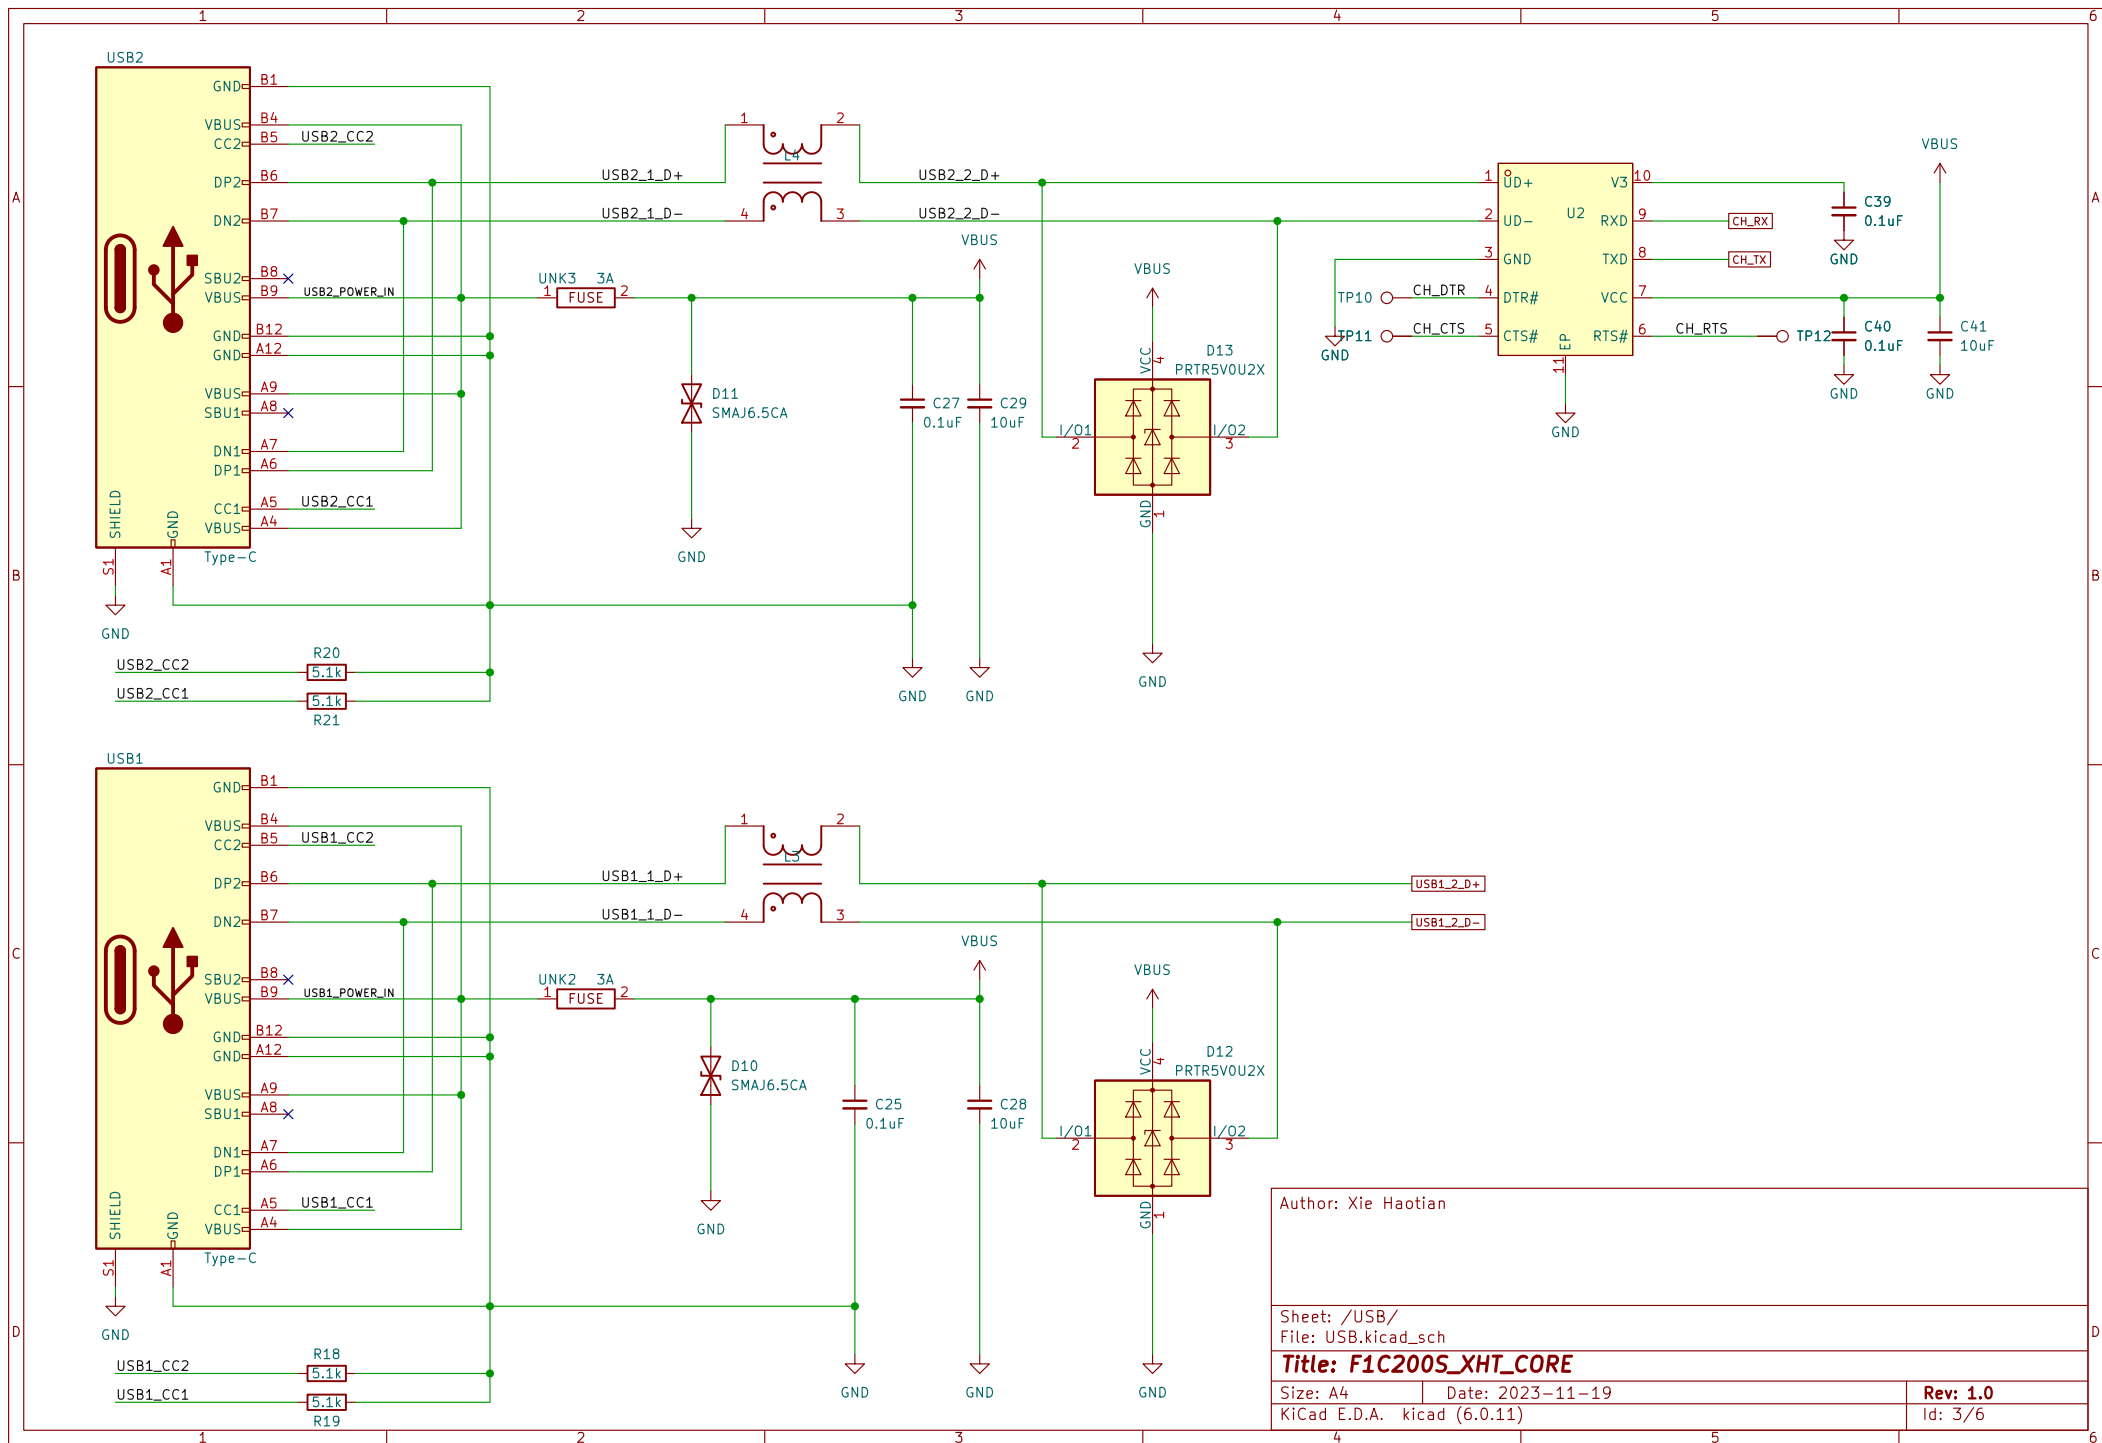 1 2 3 4 5 6
A A
B B
C C
D D
USB2
GND B1
VBUS B4
CC2 B5 USB2_CC2
DP2 B6
DN2 B7
SBU2 B8
VBUS B9 USB2_POWER_IN
GND B12
GND A12
VBUS A9
SBU1 A8
DN1 A7
DP1 A6
CC1 A5 USB2_CC1
VBUS A4
SHIELD
GND
Type-C
S1
A1
GND
USB2_CC2
R20
5.1k
USB2_CC1
5.1k
R21
USB2_1_D+
USB2_1_D-
1 2
L4
4 3
USB2_2_D+
USB2_2_D-
UNK3 3A
1 FUSE 2
VBUS
D11
SMAJ6.5CA
GND
C27
0.1uF
GND
C29
10uF
GND
VBUS
D13
PRTR5V0U2X
VCC
4
I/O1
2
I/O2
3
GND
1
GND
U2
1 UD+
2 UD-
3 GND
4 DTR#
5 CTS#
V3 10
RXD 9
TXD 8
VCC 7
RTS# 6
EP
11
GND
GND
TP10
CH_DTR
TP11
CH_CTS
CH_RX
CH_TX
CH_RTS
TP12
C39
0.1uF
GND
VBUS
C40
0.1uF
GND
C41
10uF
GND
USB1
GND B1
VBUS B4
CC2 B5 USB1_CC2
DP2 B6
DN2 B7
SBU2 B8
VBUS B9 USB1_POWER_IN
GND B12
GND A12
VBUS A9
SBU1 A8
DN1 A7
DP1 A6
CC1 A5 USB1_CC1
VBUS A4
SHIELD
GND
Type-C
S1
A1
GND
USB1_CC2
R18
5.1k
USB1_CC1
5.1k
R19
USB1_1_D+
USB1_1_D-
1 2
L3
4 3
USB1_2_D+
USB1_2_D-
UNK2 3A
1 FUSE 2
VBUS
D10
SMAJ6.5CA
GND
C25
0.1uF
GND
C28
10uF
GND
VBUS
D12
PRTR5V0U2X
VCC
4
I/O1
2
I/O2
3
GND
1
GND
Author: Xie Haotian
Sheet: /USB/
File: USB.kicad_sch
Title: F1C200S_XHT_CORE
Size: A4 Date: 2023-11-19 Rev: 1.0
KiCad E.D.A. kicad (6.0.11) Id: 3/6
1 2 3 4 5 6